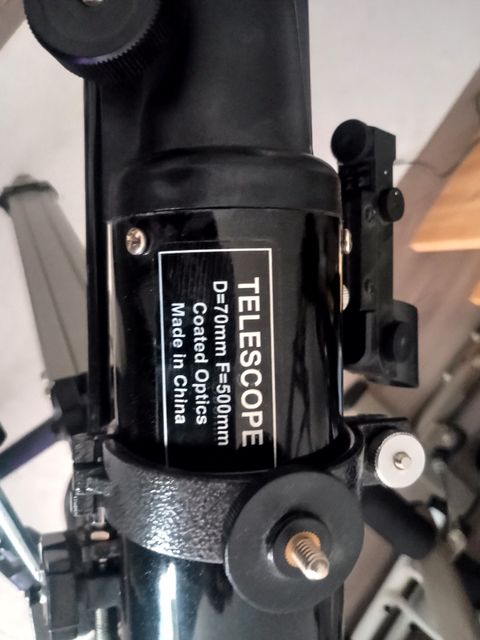 TELESCOPE
D=70mm F=500mm
Coated Optics
Made in China